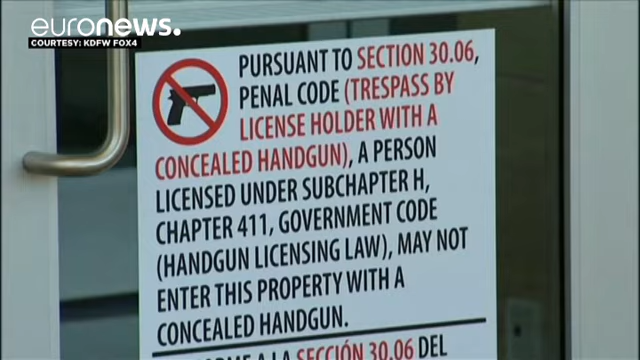 euronews.
COURTESY: KDFW FOX4
PURSUANT TO SECTION 30.06,
PENAL CODE (TRESPASS BY
LICENSE HOLDER WITH A
CONCEALED HANDGUN), A PERSON
LICENSED UNDER SUBCHAPTER H,
CHAPTER 411, GOVERNMENT CODE
(HANDGUN LICENSING LAW), MAY NOT
ENTER THIS PROPERTY WITH A
CONCEALED HANDGUN.
A LA SECCIÓN 30.06 DEL